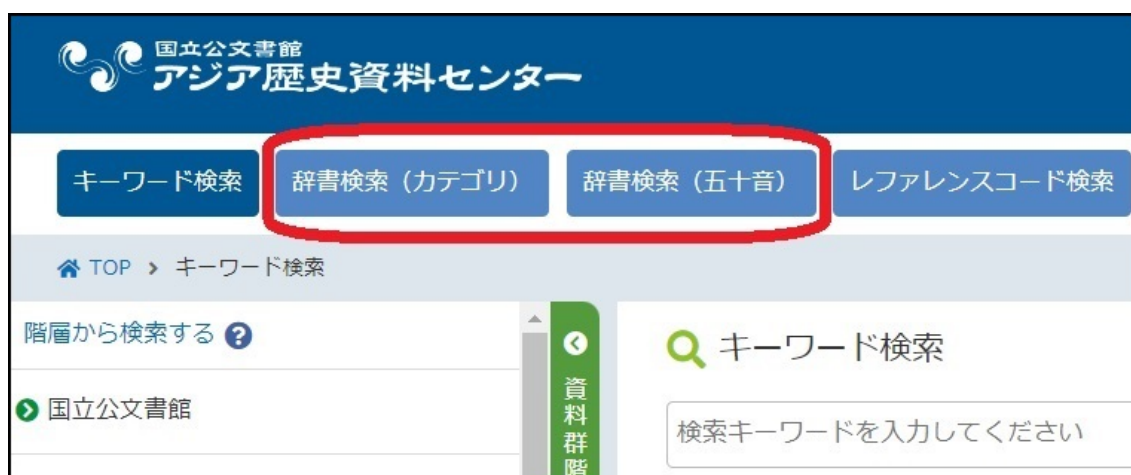 国立公文書館
アジア歴史資料センター
キーワード検索
辞書検索（カテゴリ）
辞書検索（五十音）
レファレンスコード検索
TOP > キーワード検索
階層から検索する ?
国立公文書館
資料群階
キーワード検索
検索キーワードを入力してください